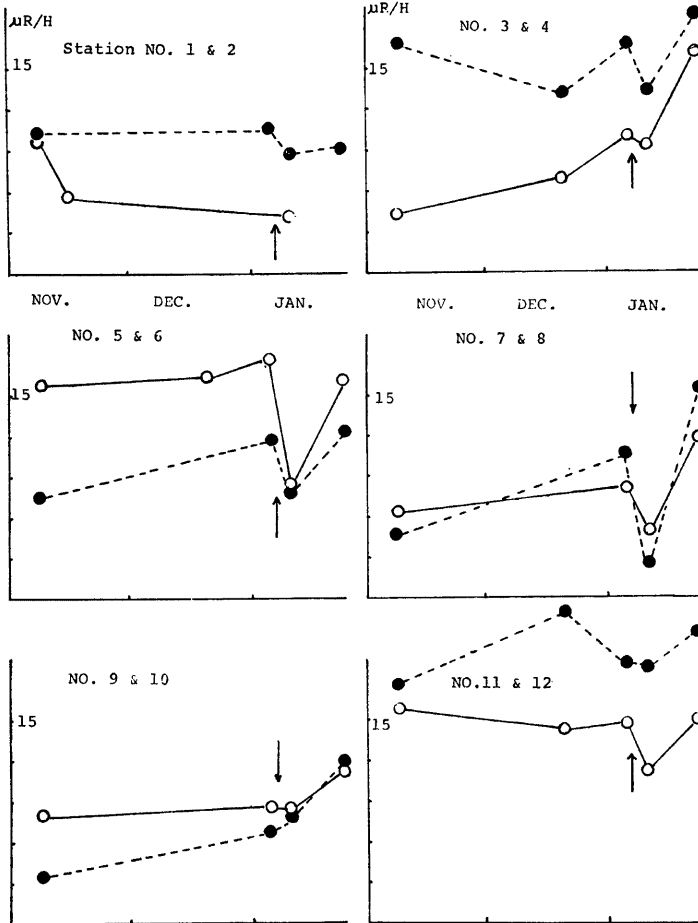 μR/H
Station NO. 1 & 2
15
NO. 3 & 4
15
NOV. DEC. JAN.
NOV. DEC. JAN.
NO. 5 & 6
15
NO. 7 & 8
15
NO. 9 & 10
15
NO.11 & 12
15